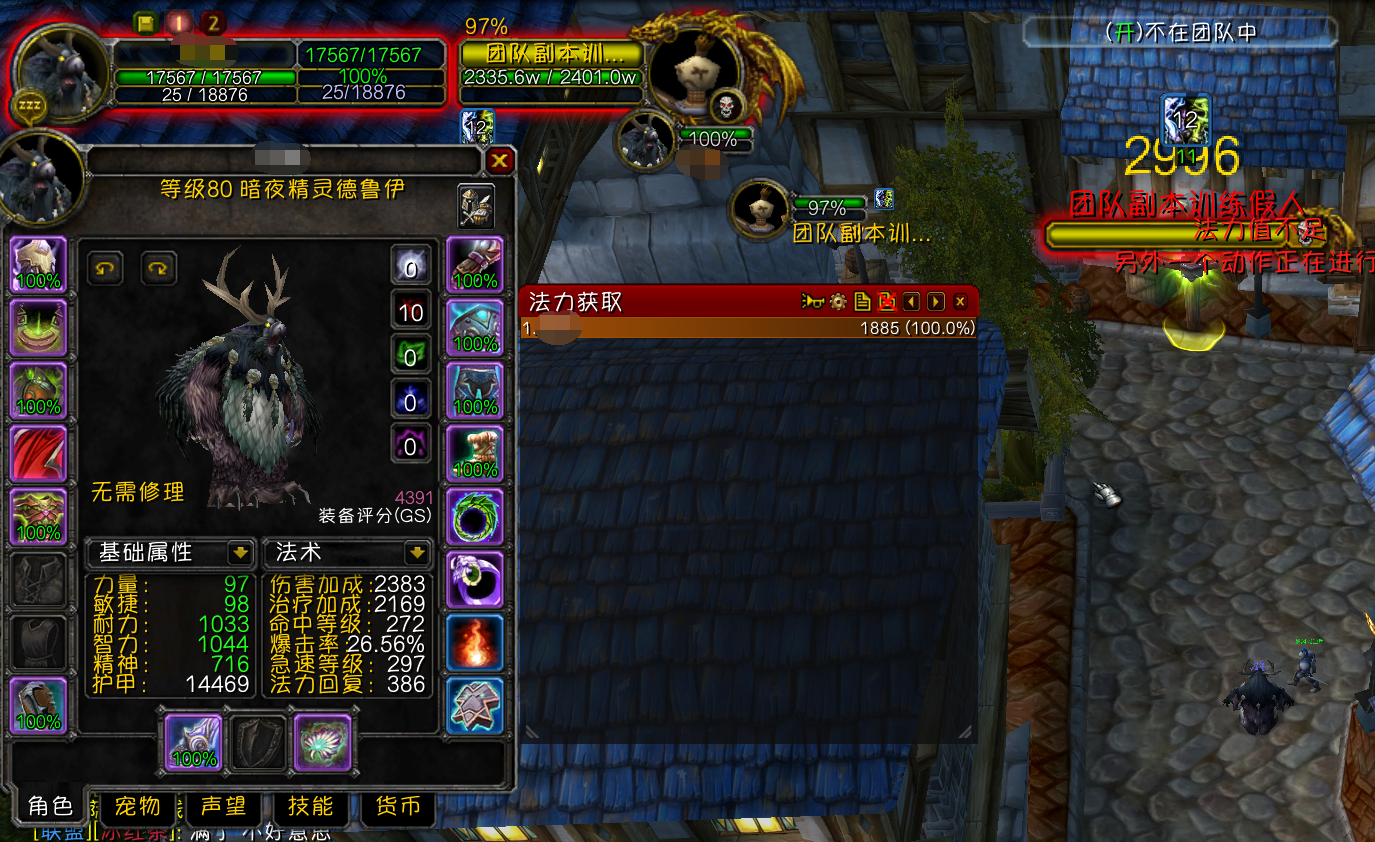 1 2
97%
(开)不在团队中
17567/17567
团队副本训...
17567 / 17567
100%
2335.6w / 2401.0w
25 / 18876
25/18876
zzz
12
100%
12
11
2996
等级80 暗夜精灵德鲁伊
97%
团队副本训...
团队副本训练假人
法力值不足
另外一个动作正在进行
100%
0
100%
法力获取
10
1.
1885 (100.0%)
100%
0
100%
100%
0
100%
0
100%
无需修理
4391
装备评分(GS)
100%
基础属性
法术
力量:
97
伤害加成:
2383
敏捷:
98
治疗加成:
2169
耐力:
1033
命中等级:
272
智力:
1044
爆击率:
26.56%
精神:
716
急速等级:
297
护甲:
14469
法力回复:
386
100%
100%
角色
宠物
声望
技能
货币